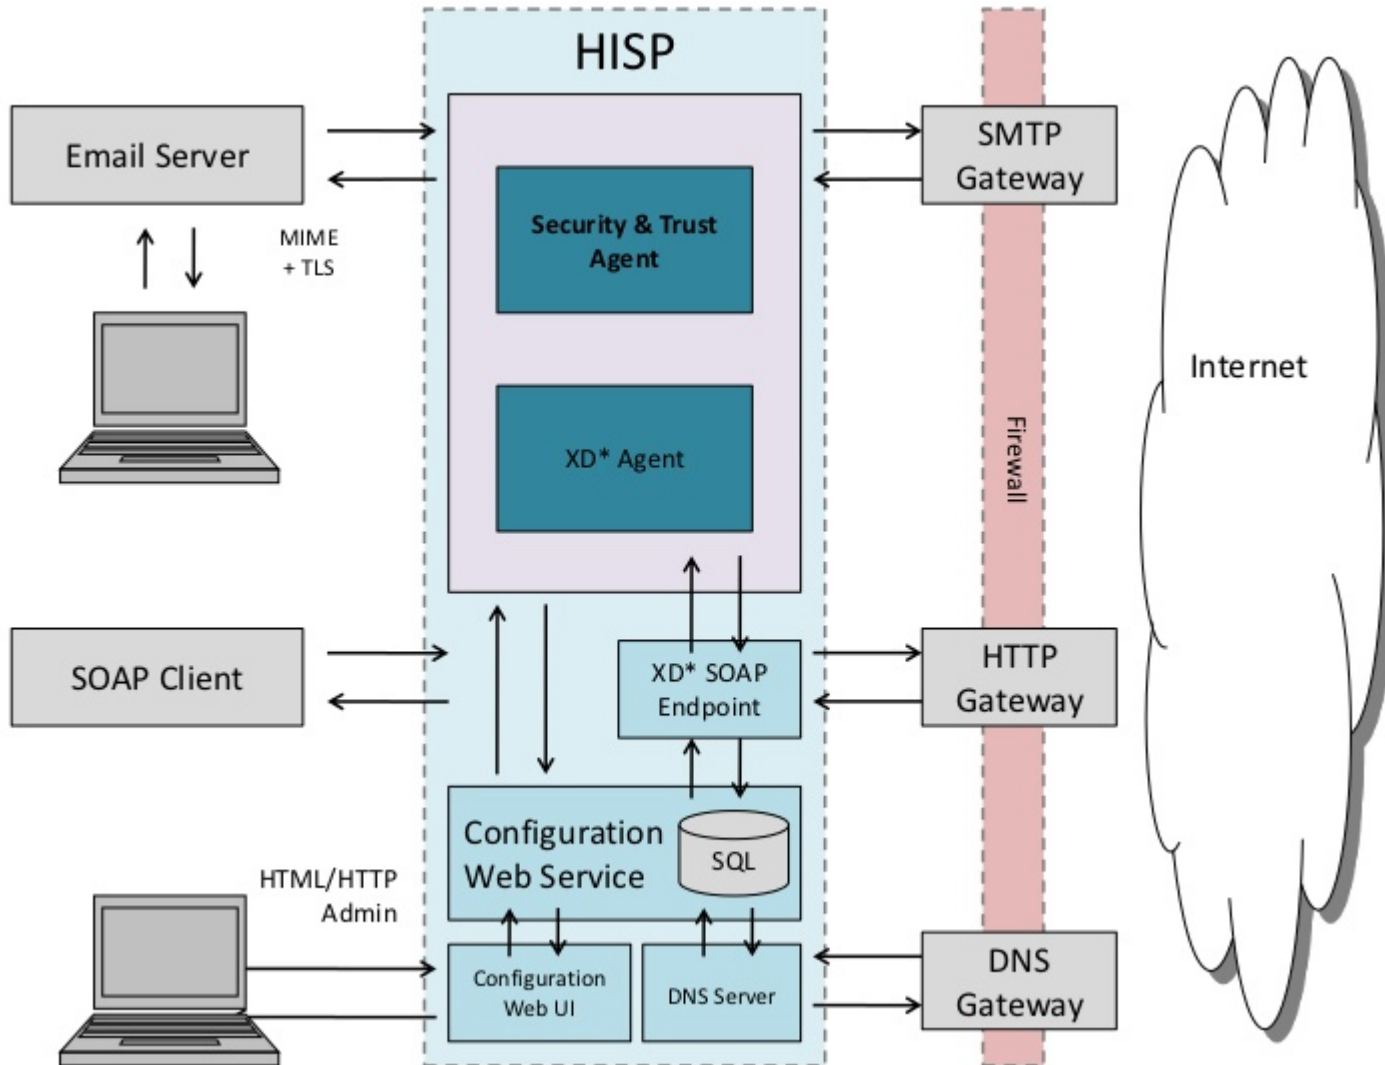 HISP
Email Server
MIME
+ TLS
Security & Trust
Agent
XD* Agent
SMTP
Gateway
Internet
Firewall
SOAP Client
XD* SOAP
Endpoint
HTTP
Gateway
Configuration
Web Service
SQL
HTML/HTTP
Admin
Configuration
Web UI
DNS Server
DNS
Gateway